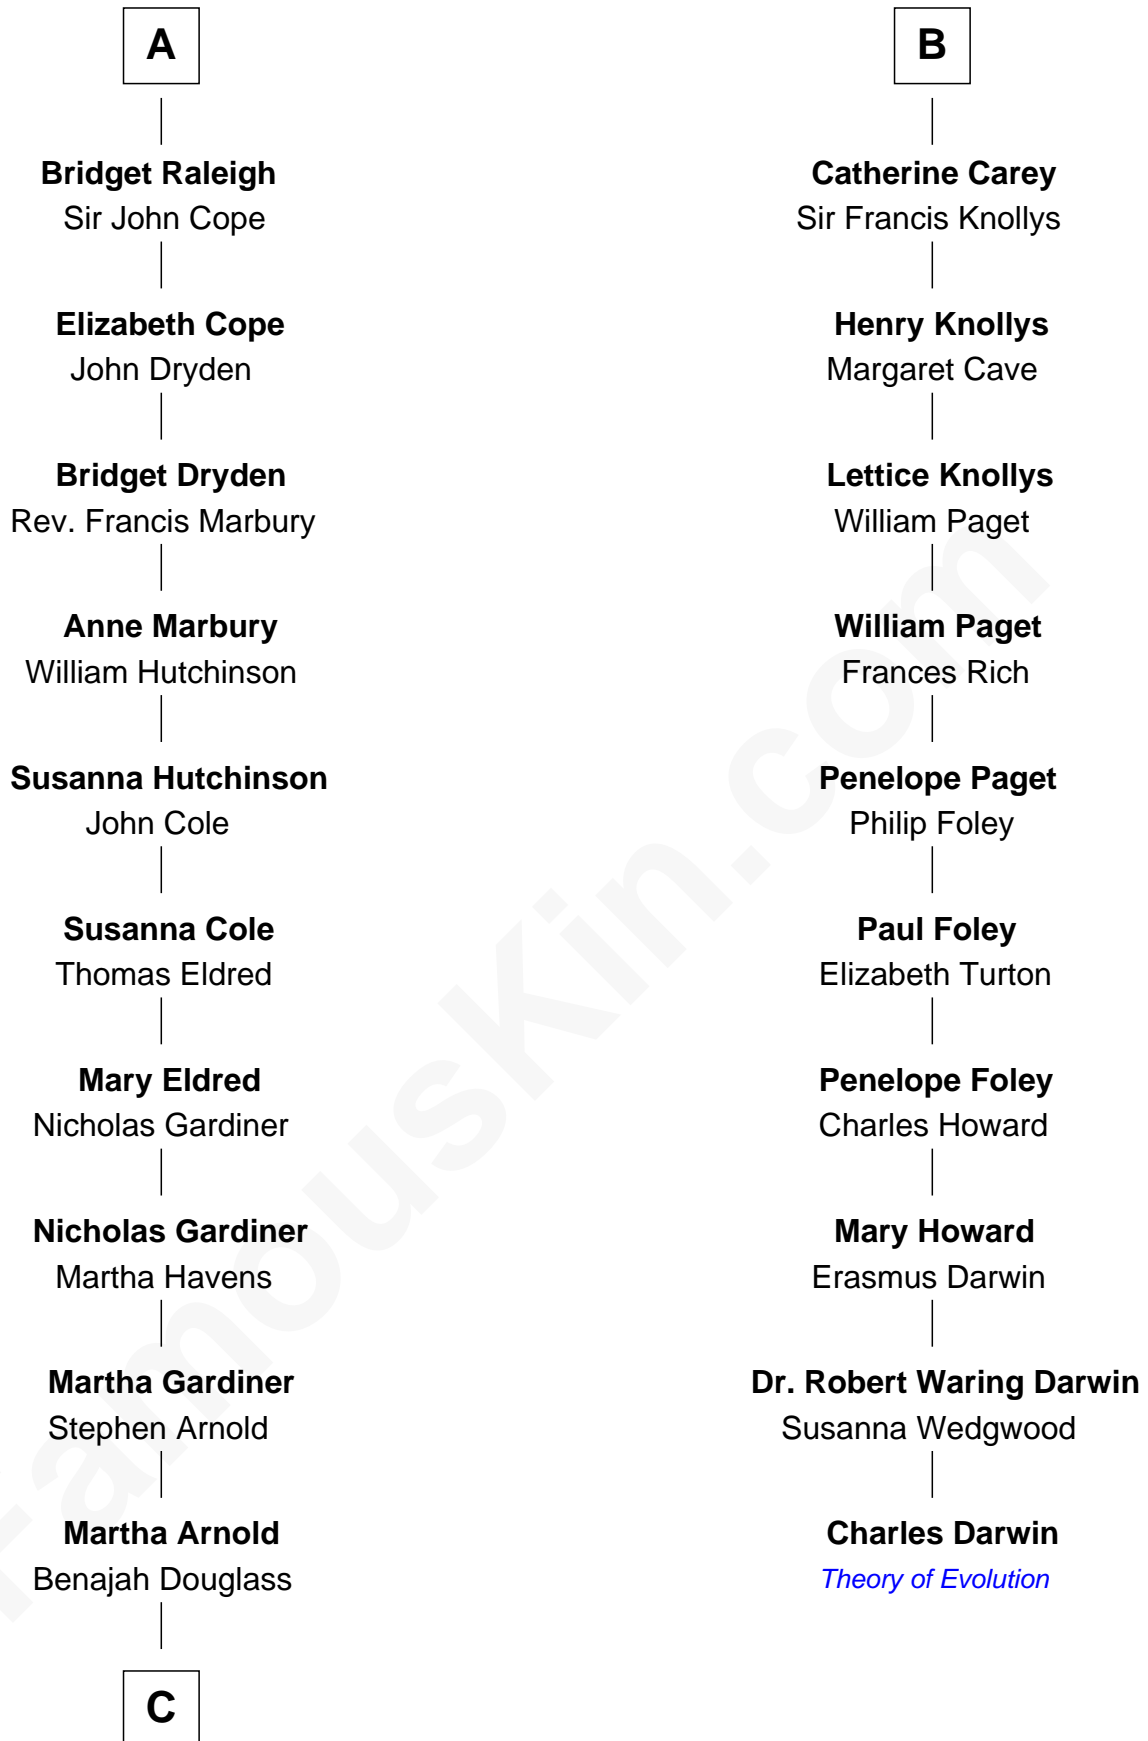 A
Bridget Raleigh
Sir John Cope
Elizabeth Cope
John Dryden
Bridget Dryden
Rev. Francis Marbury
Anne Marbury
William Hutchinson
Susanna Hutchinson
John Cole
Susanna Cole
Thomas Eldred
Mary Eldred
Nicholas Gardiner
Nicholas Gardiner
Martha Havens
Martha Gardiner
Stephen Arnold
Martha Arnold
Benajah Douglass
C
B
Catherine Carey
Sir Francis Knollys
Henry Knollys
Margaret Cave
Lettice Knollys
William Paget
William Paget
Frances Rich
Penelope Paget
Philip Foley
Paul Foley
Elizabeth Turton
Penelope Foley
Charles Howard
Mary Howard
Erasmus Darwin
Dr. Robert Waring Darwin
Susanna Wedgwood
Charles Darwin
Theory of Evolution
FamousKin.com